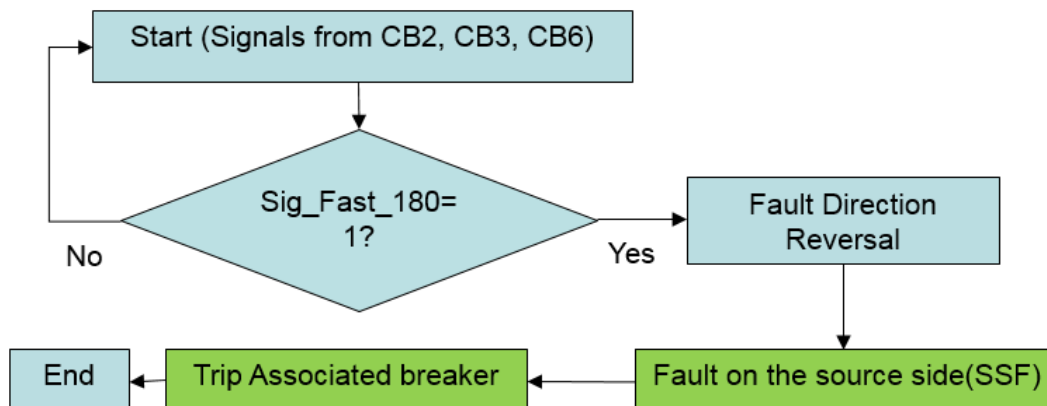 Start (Signals from CB2, CB3, CB6)
Sig_Fast_180=
1?
No
Yes
Fault Direction
Reversal
Fault on the source side(SSF)
Trip Associated breaker
End